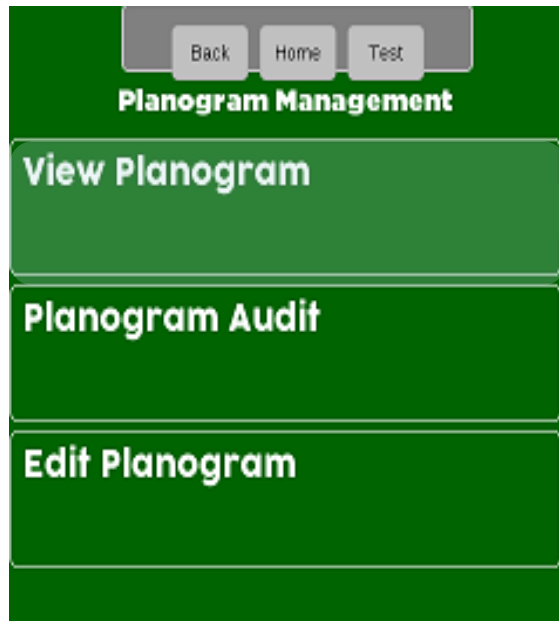 Back Home Test
Planogram Management
View Planogram
Planogram Audit
Edit Planogram